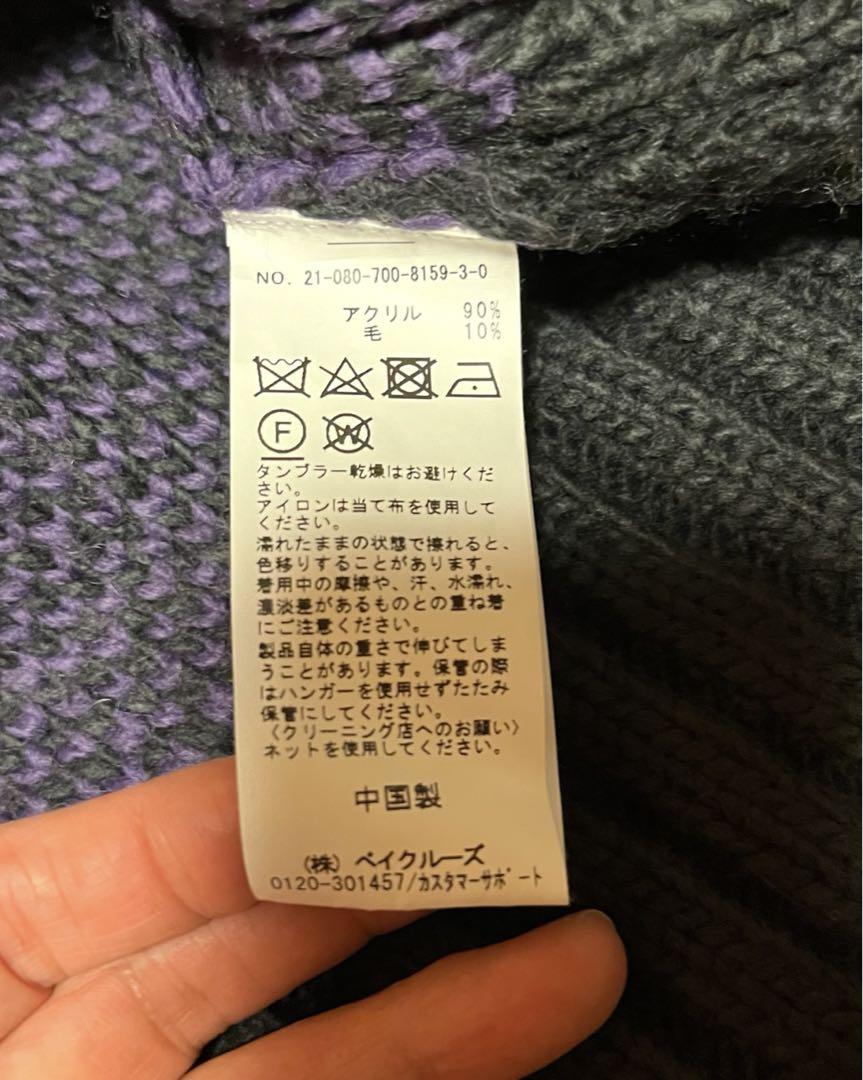 NO. 21-080-700-8159-3-0
アクリル 90%
毛 10%
F W
タンブラー乾燥はお避けくだ
さい。
アイロンは当て布を使用して
ください。
濡れたままの状態で擦れると、
色移りすることがあります。
着用中の摩擦や、汗、水濡れ、
濃淡差があるものとの重ね着
にご注意ください。
製品自体の重さで伸びてしま
うことがあります。保管の際
はハンガーを使用せずたたみ
保管にしてください。
〈クリーニング店へのお願い〉
ネットを使用してください。
中国製
(株) ベイクルーズ
0120-301457/カスタマーサポート